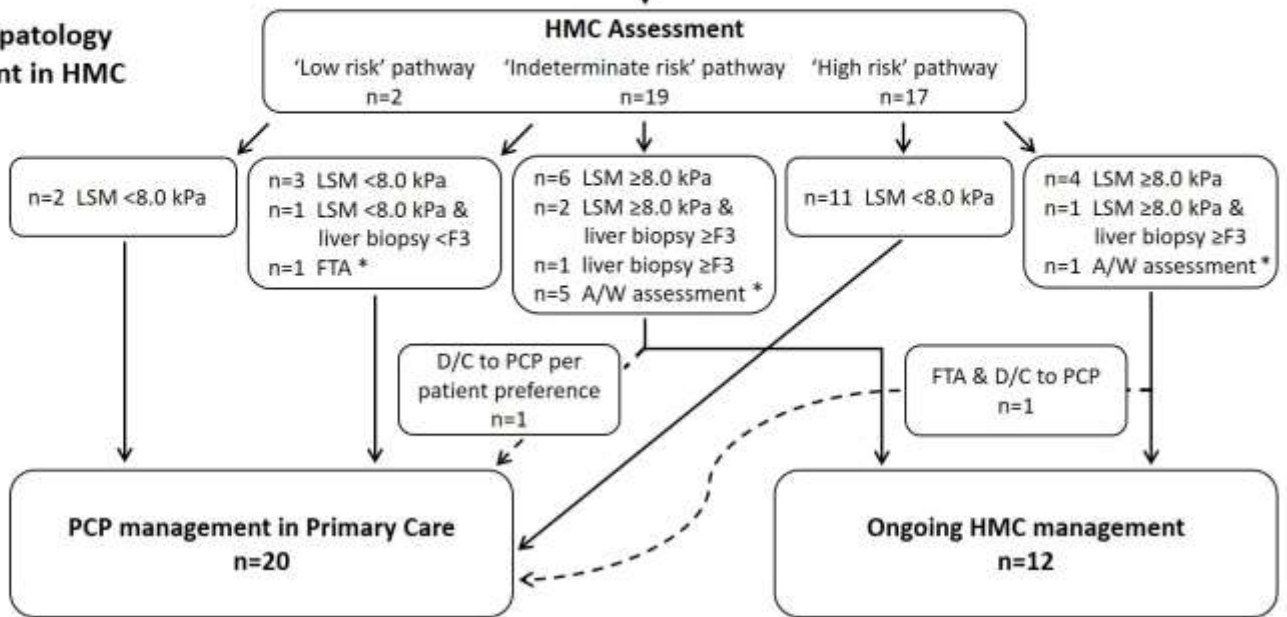 patology
nt in HMC
HMC Assessment
‘Low risk’ pathway
n=2
‘Indeterminate risk’ pathway
n=19
‘High risk’ pathway
n=17
n=2 LSM <8.0 kPa
n=3 LSM <8.0 kPa
n=1 LSM <8.0 kPa &
liver biopsy <F3
n=1 FTA *
n=6 LSM ≥8.0 kPa
n=2 LSM ≥8.0 kPa &
liver biopsy ≥F3
n=1 liver biopsy ≥F3
n=5 A/W assessment *
n=11 LSM <8.0 kPa
n=4 LSM ≥8.0 kPa
n=1 LSM ≥8.0 kPa &
liver biopsy ≥F3
n=1 A/W assessment *
D/C to PCP per
patient preference
n=1
FTA & D/C to PCP
n=1
PCP management in Primary Care
n=20
Ongoing HMC management
n=12